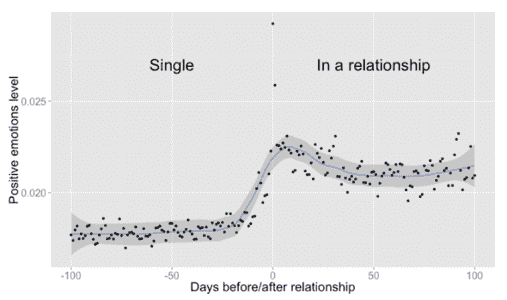 Single
In a relationship
Positive emotions level
0.025
0.020
-100
-50
0
50
100
Days before/after relationship